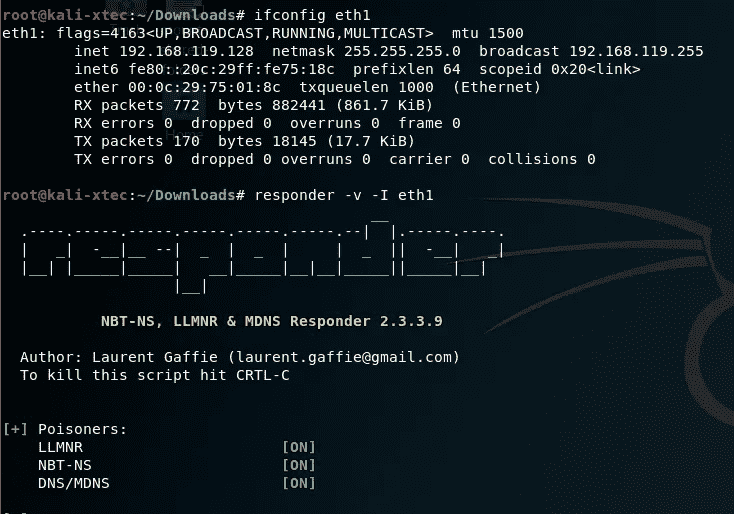 root@kali-xtec:~/Downloads# ifconfig eth1
eth1: flags=4163<UP,BROADCAST,RUNNING,MULTICAST>  mtu 1500
        inet 192.168.119.128  netmask 255.255.255.0  broadcast 192.168.119.255
        inet6 fe80::20c:29ff:fe75:18c  prefixlen 64  scopeid 0x20<link>
        ether 00:0c:29:75:01:8c  txqueuelen 1000  (Ethernet)
        RX packets 772  bytes 882441 (861.7 KiB)
        RX errors 0  dropped 0  overruns 0  frame 0
        TX packets 170  bytes 18145 (17.7 KiB)
        TX errors 0  dropped 0 overruns 0  carrier 0  collisions 0
root@kali-xtec:~/Downloads# responder -v -I eth1
responder
NBT-NS, LLMNR & MDNS Responder 2.3.3.9
Author: Laurent Gaffie (laurent.gaffie@gmail.com)
To kill this script hit CRTL-C
[+] Poisoners:
    LLMNR                      [ON]
    NBT-NS                     [ON]
    DNS/MDNS                   [ON]